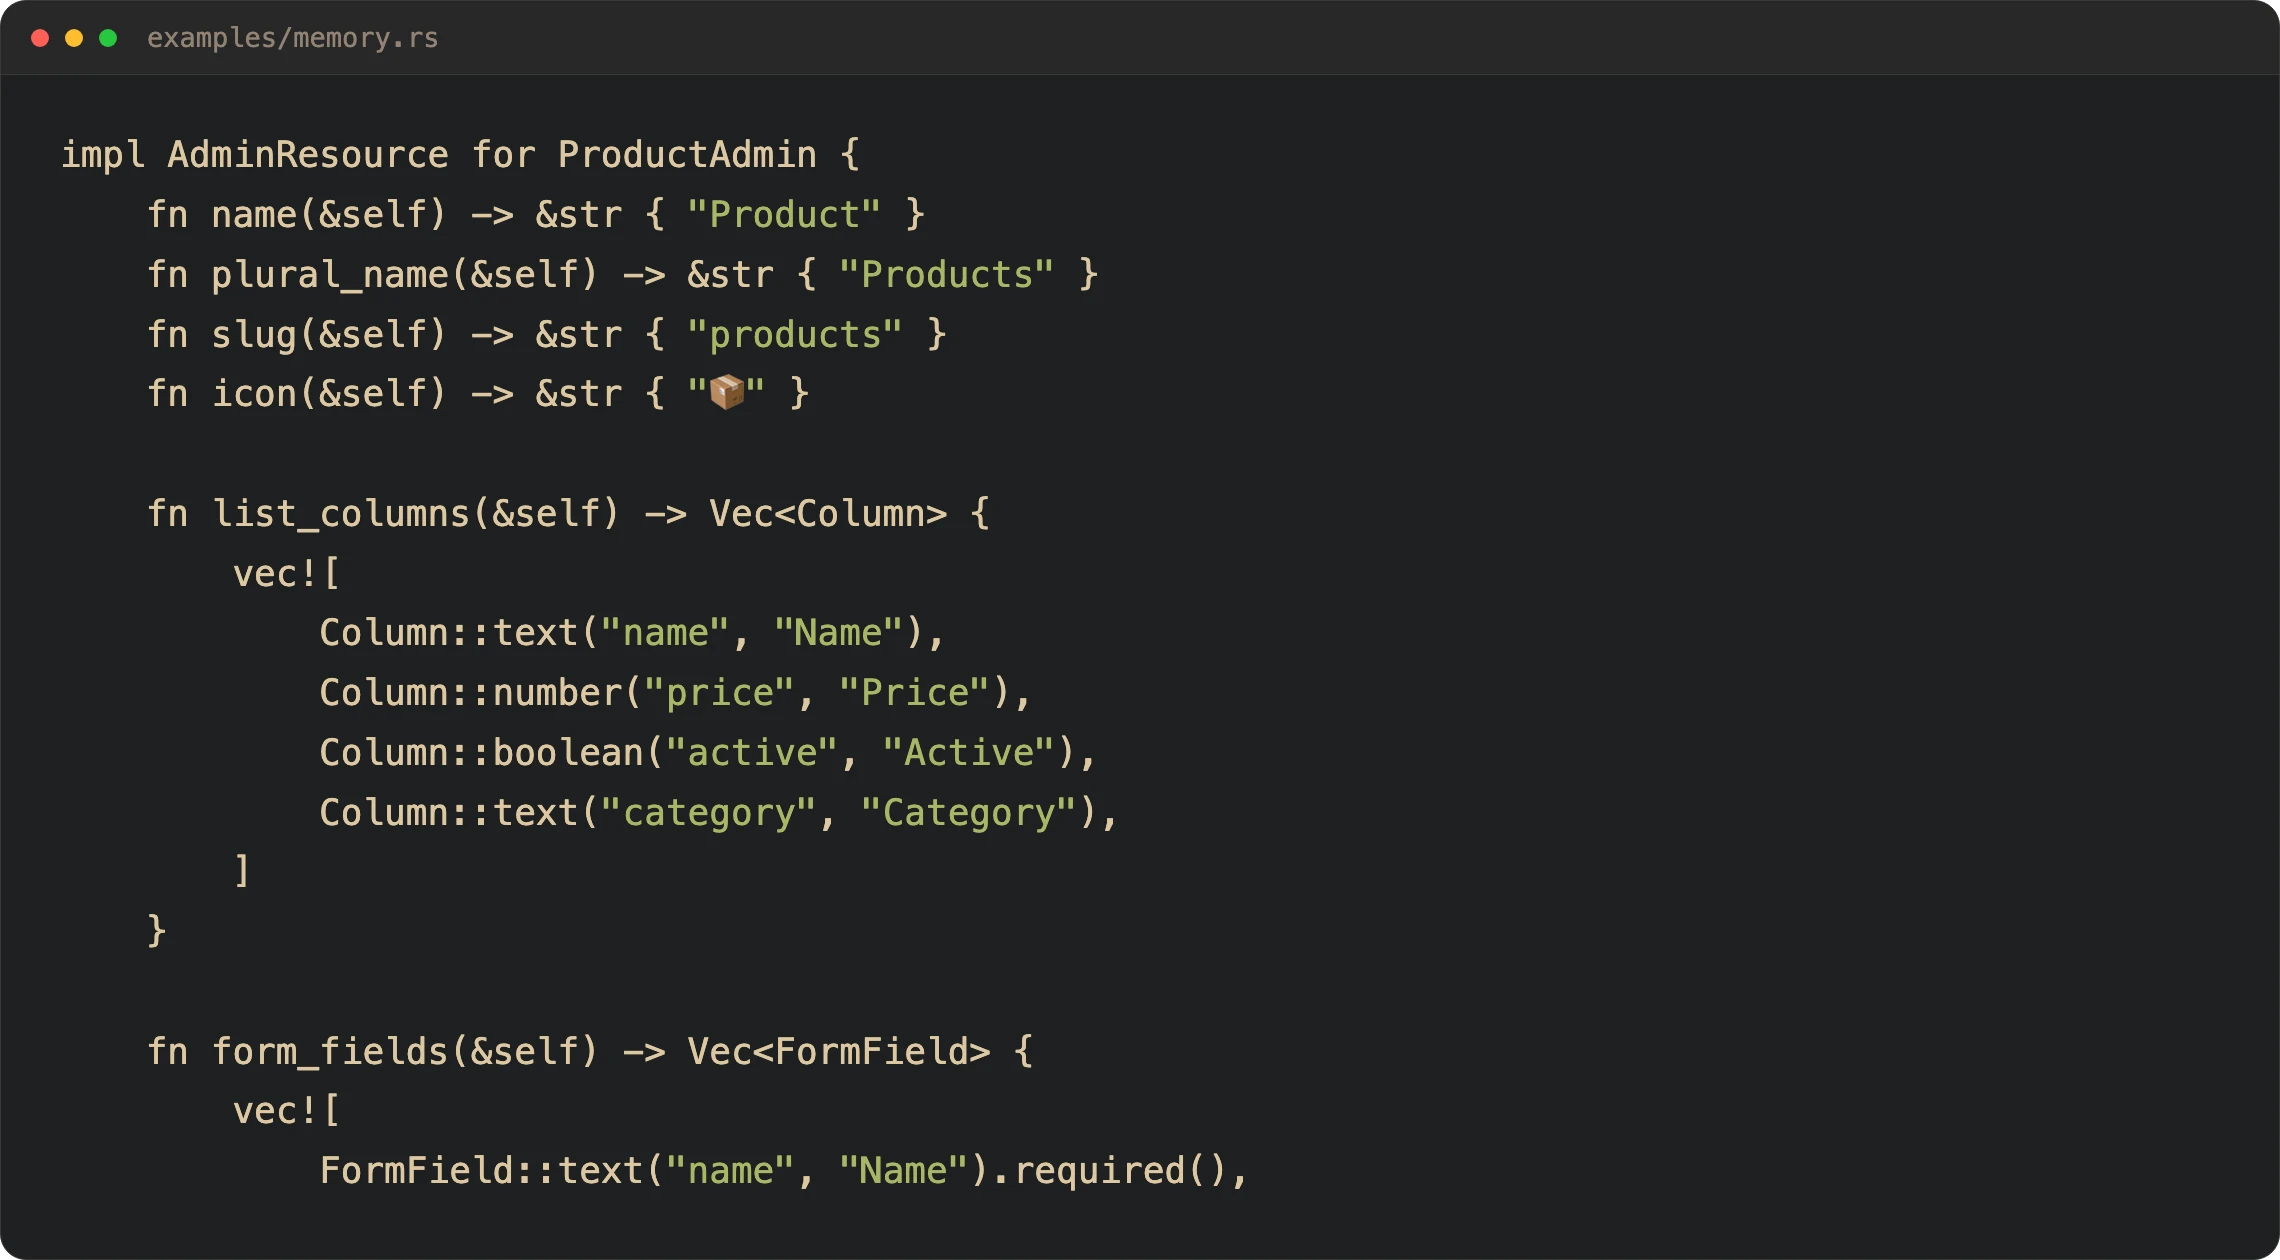 examples/memory.rs
impl AdminResource for ProductAdmin {
    fn name(&self) -> &str { "Product" }
    fn plural_name(&self) -> &str { "Products" }
    fn slug(&self) -> &str { "products" }
    fn icon(&self) -> &str { "📦" }

    fn list_columns(&self) -> Vec<Column> {
        vec![
            Column::text("name", "Name"),
            Column::number("price", "Price"),
            Column::boolean("active", "Active"),
            Column::text("category", "Category"),
        ]
    }

    fn form_fields(&self) -> Vec<FormField> {
        vec![
            FormField::text("name", "Name").required(),